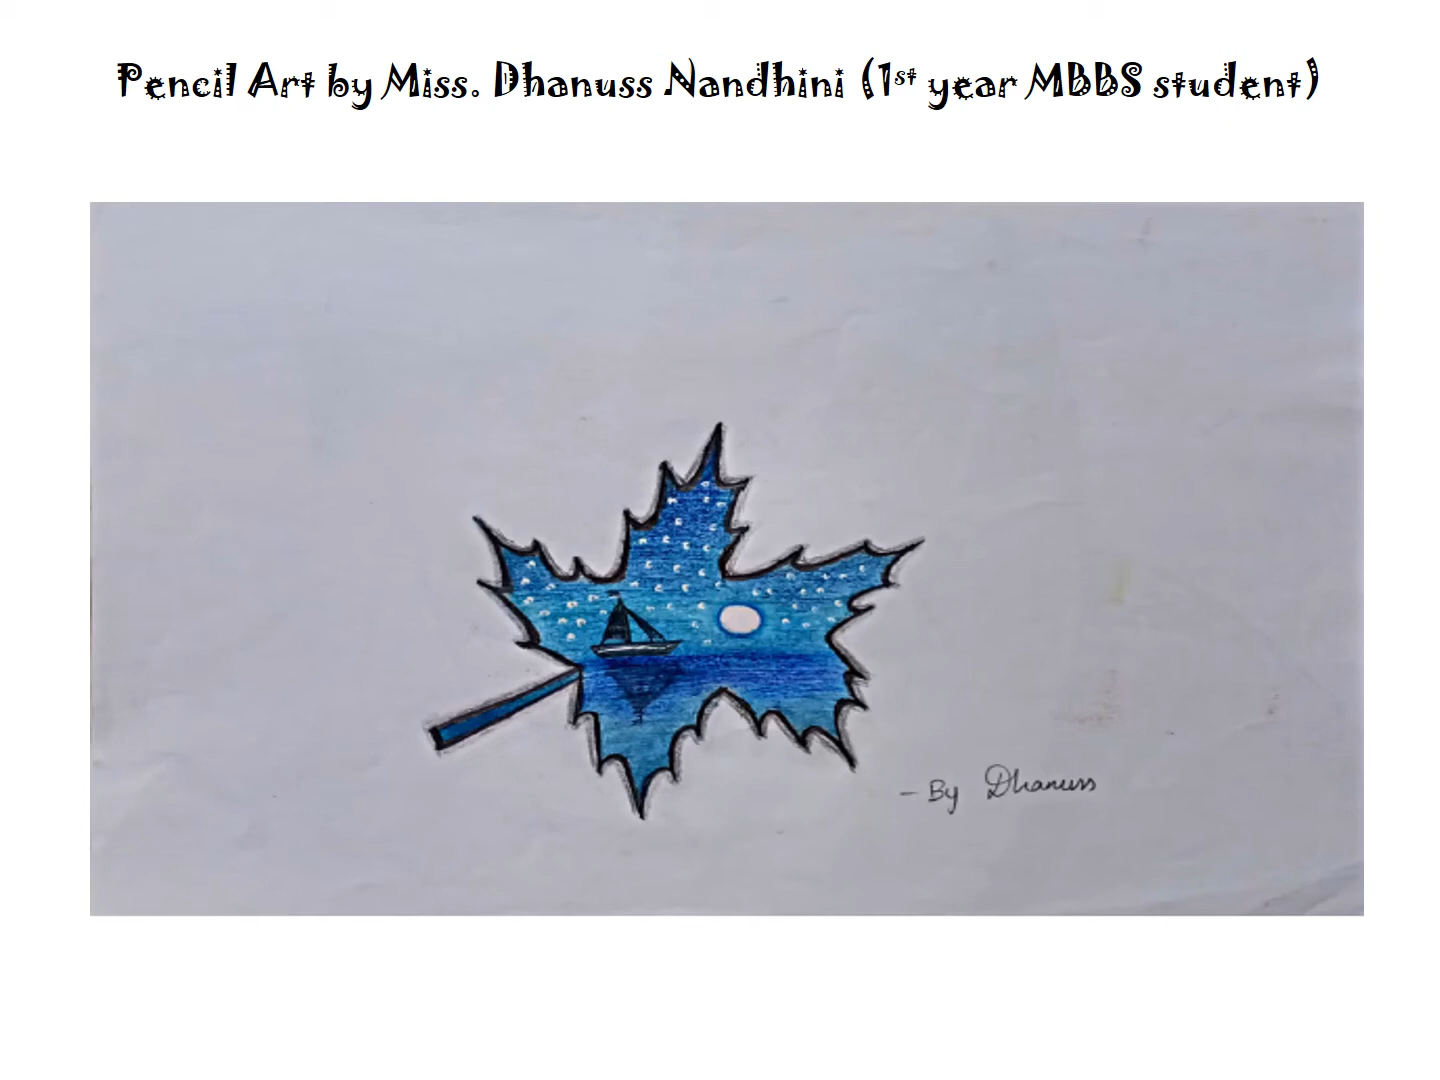 Pencil Art by Miss. Dhanuss Nandhini (1st year MBBS student)
- By Dhanuss